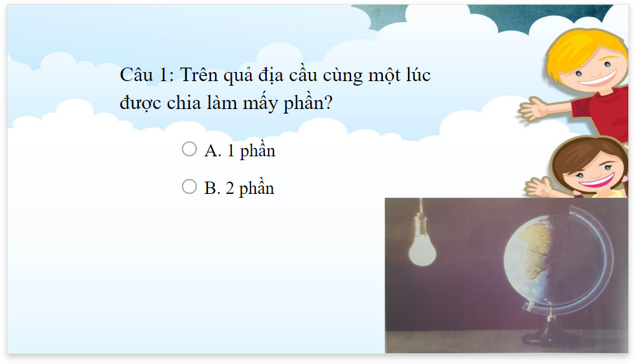 Câu 1: Trên quả địa cầu cùng một lúc
được chia làm mấy phần?
A. 1 phần
B. 2 phần